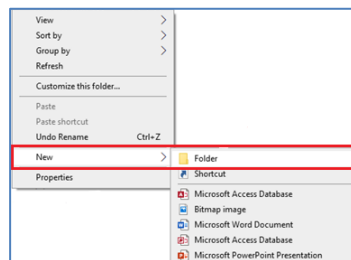 View
Sort by
Group by
Refresh
Customize this folder...
Paste
Paste shortcut
Undo Rename Ctrl+Z
New
Properties
Folder
Shortcut
Microsoft Access Database
Bitmap image
Microsoft Word Document
Microsoft Access Database
Microsoft PowerPoint Presentation